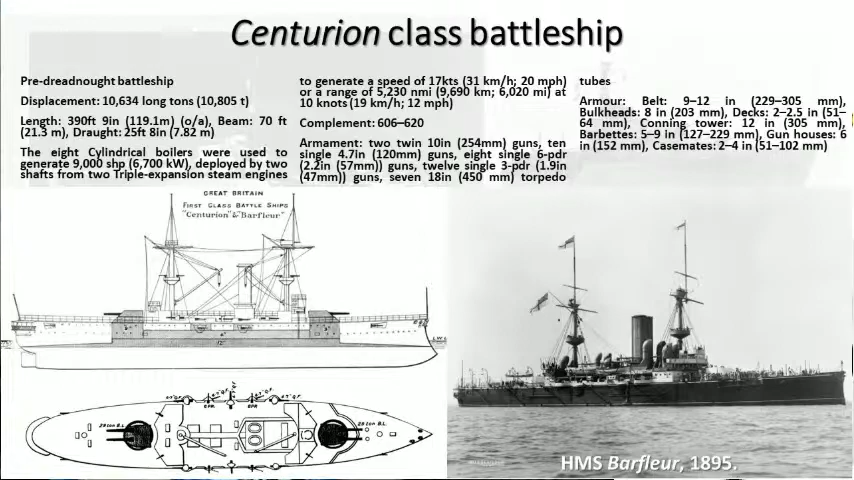 Centurion class battleship
Pre-dreadnought battleship
Displacement: 10,634 long tons (10,805 t)
Length: 390ft 9in (119.1m) (o/a), Beam: 70 ft
(21.3 m), Draught: 25ft 8in (7.82 m)
The eight Cylindrical boilers were used to
generate 9,000 shp (6,700 kW), deployed by two
shafts from two Triple-expansion steam engines
to generate a speed of 17kts (31 km/h; 20 mph)
or a range of 5,230 nmi (9,690 km; 6,020 mi) at
10 knots (19 km/h; 12 mph)
Complement: 606–620
Armament: two twin 10in (254mm) guns, ten
single 4.7in (120mm) guns, eight single 6-pdr
(2.2in (57mm)) guns, twelve single 3-pdr (1.9in
(47mm)) guns, seven 18in (450 mm) torpedo
tubes
Armour: Belt: 9–12 in (229–305 mm),
Bulkheads: 8 in (203 mm), Decks: 2–2.5 in (51–
64 mm), Conning tower: 12 in (305 mm),
Barbettes: 5–9 in (127–229 mm), Gun houses: 6
in (152 mm), Casemates: 2–4 in (51–102 mm)
GREAT BRITAIN
FIRST CLASS BATTLE SHIPS
"Centurion" & "Barfleur"
6PR 6PR
29 ton B.L. 29 ton B.L.
HMS Barfleur, 1895.